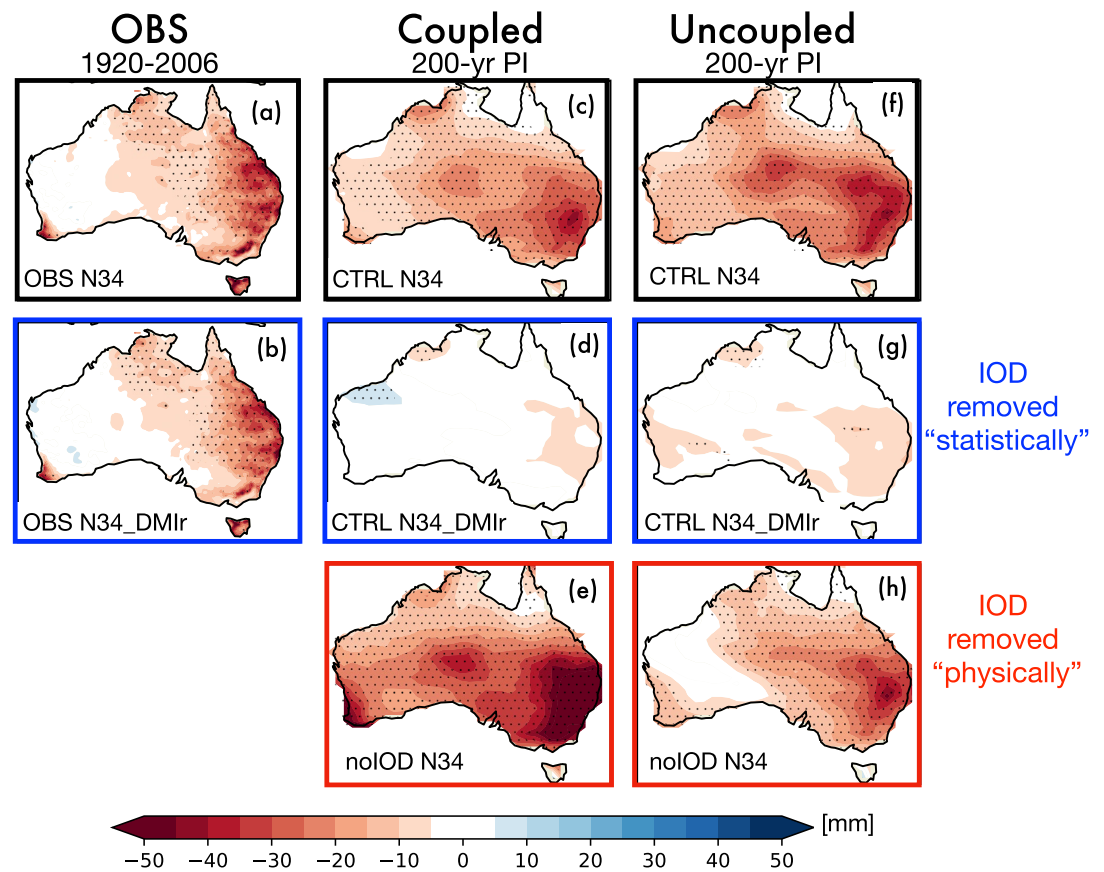 OBS
1920-2006
Coupled
200-yr PI
Uncoupled
200-yr PI
(a)
OBS N34
(c)
CTRL N34
(f)
CTRL N34
(b)
OBS N34_DMIr
(d)
CTRL N34_DMIr
(g)
CTRL N34_DMIr
IOD
removed
“statistically”
(e)
noIOD N34
(h)
noIOD N34
IOD
removed
“physically”
[mm]
−50 −40 −30 −20 −10 0 10 20 30 40 50